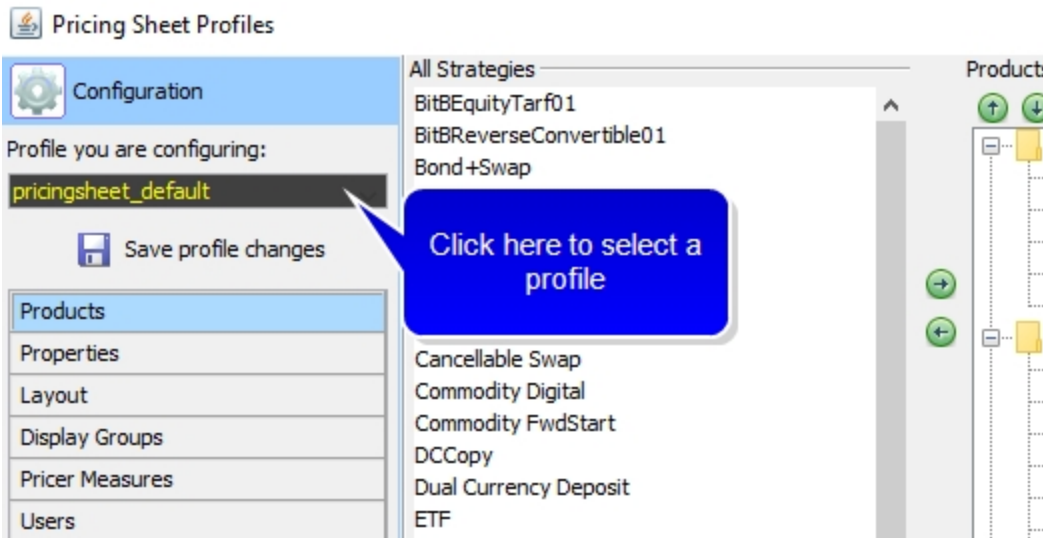 Pricing Sheet Profiles
Configuration
Profile you are configuring:
pricingsheet_default
Save profile changes
Products
Properties
Layout
Display Groups
Pricer Measures
Users
All Strategies
BitBEquityTarf01
BitBReverseConvertible01
Bond+Swap
Click here to select a
profile
Cancellable Swap
Commodity Digital
Commodity FwdStart
DCCopy
Dual Currency Deposit
ETF
Products